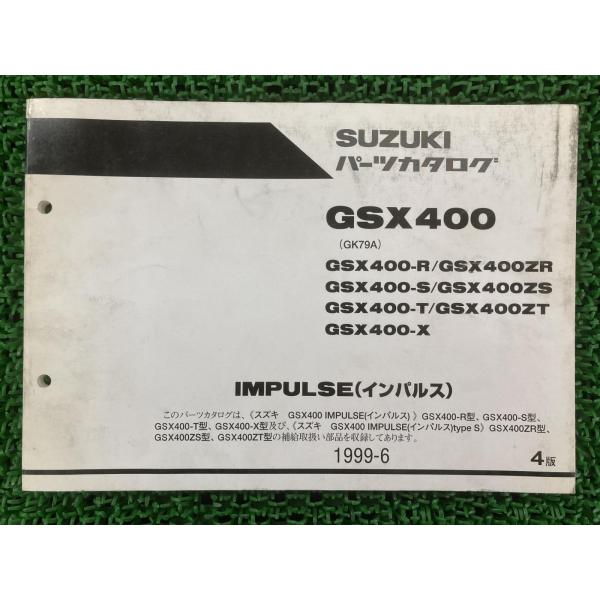 SUZUKI
パーツカタログ
GSX400
(GK79A)
GSX400-R/GSX400ZR
GSX400-S/GSX400ZS
GSX400-T/GSX400ZT
GSX400-X
IMPULSE(インパルス)
このパーツカタログは、《スズキ GSX400 IMPULSE(インパルス) 》GSX400-R型、GSX400-S型、
GSX400-T型、GSX400-X型及び、《スズキ GSX400 IMPULSE(インパルス)type S》GSX400ZR型、
GSX400ZS型、GSX400ZT型の補給取扱い部品を収録してあります。
1999-6
4版